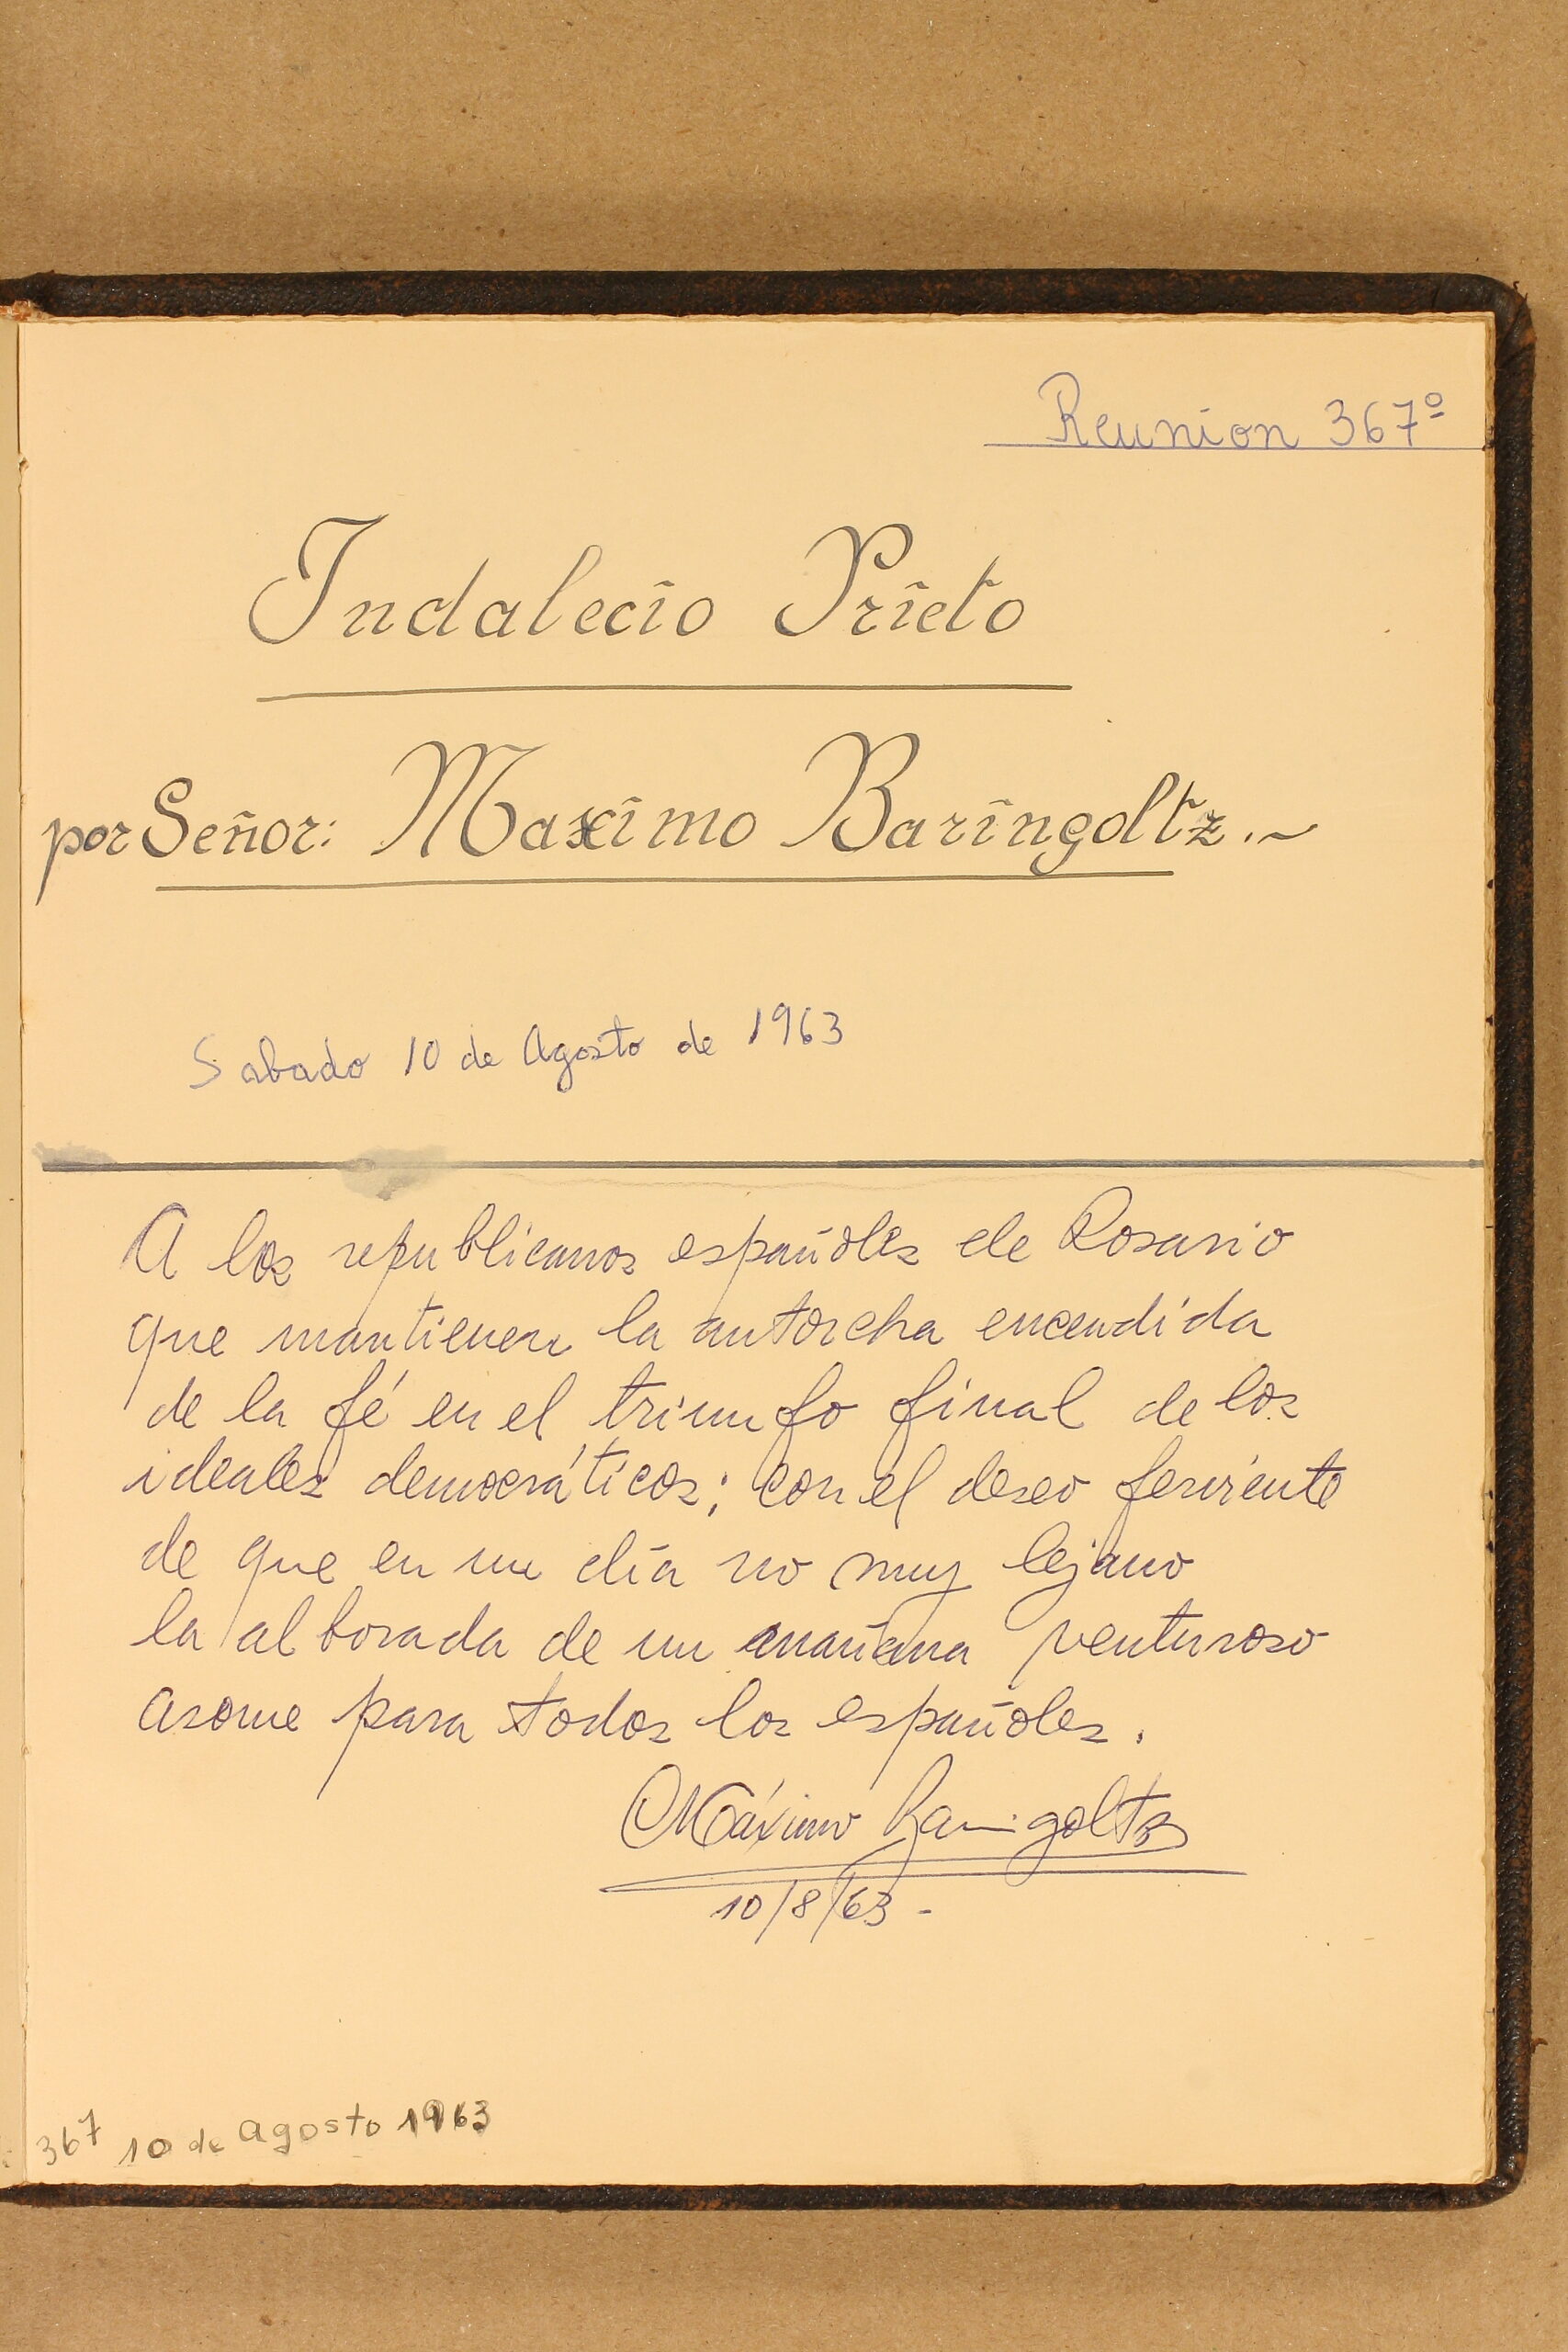 Reunion 367º
Indalecio Prieto
por Señor: Maximo Baringoltz.~
Sabado 10 de Agosto de 1963
A los republicanos españoles de Rosario
que mantienen la antorcha encendida
de la fé en el triunfo final de los
ideales democráticos; con el deseo ferviente
de que en un día no muy lejano
la alborada de un mañana venturoso
asome para todos los españoles.
Máximo Baringoltz
10/8/63-
367 10 de agosto 1963